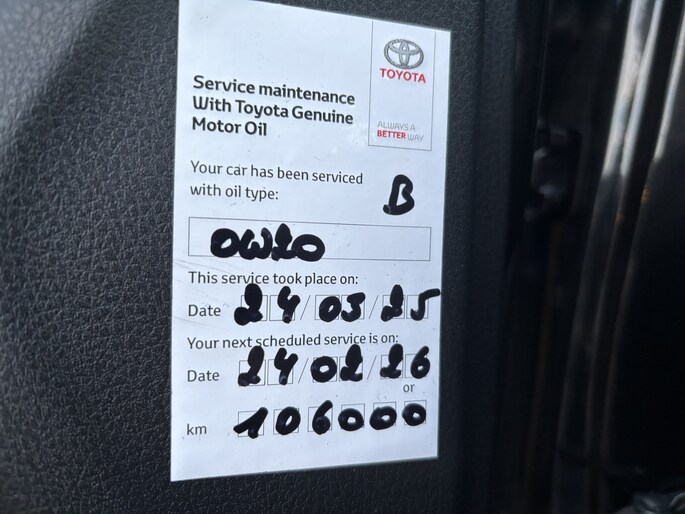 TOYOTA
ALWAYS A
BETTER WAY
Service maintenance
With Toyota Genuine
Motor Oil
Your car has been serviced
with oil type:
B
0W20
This service took place on:
Date 24/03/25
Your next scheduled service is on:
Date 24/02/26
or
km 106000